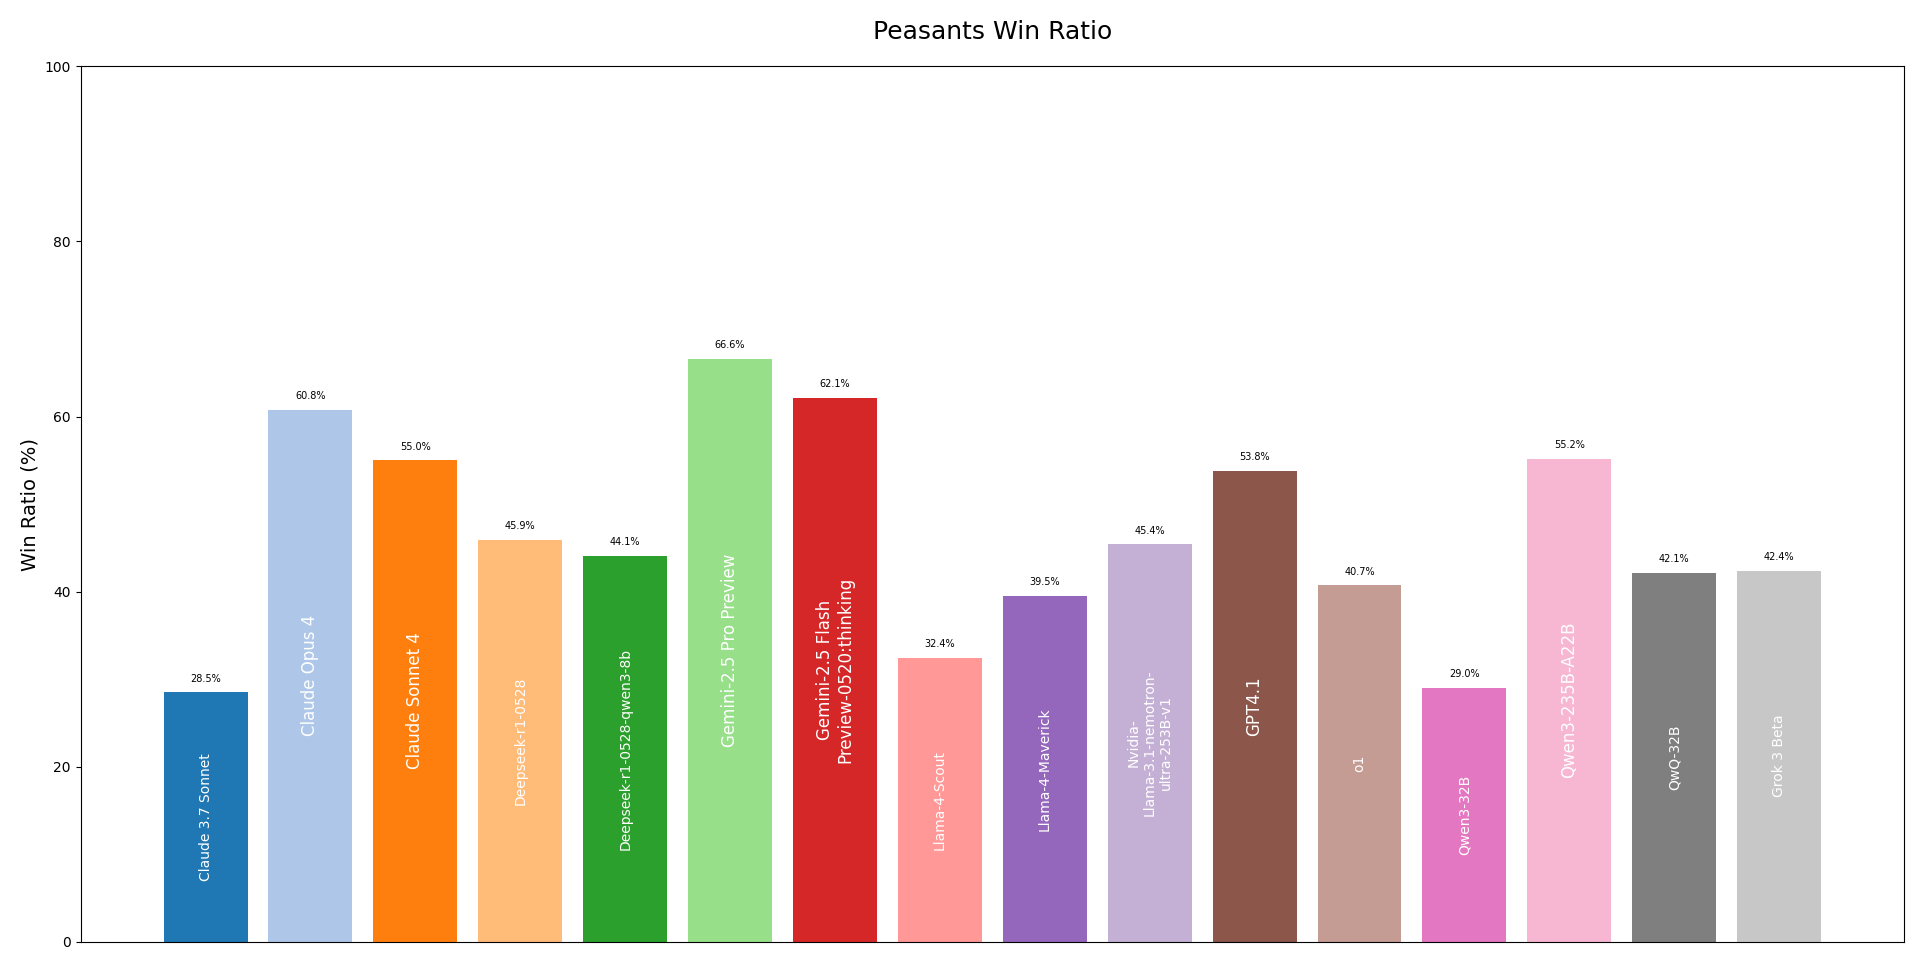 Peasants Win Ratio
Win Ratio (%)
100
80
60
40
20
0
28.5%
Claude 3.7 Sonnet
60.8%
Claude Opus 4
55.0%
Claude Sonnet 4
45.9%
Deepseek-r1-0528
44.1%
Deepseek-r1-0528-qwen3-8b
66.6%
Gemini-2.5 Pro Preview
62.1%
Gemini-2.5 Flash
Preview-0520:thinking
32.4%
Llama-4-Scout
39.5%
Llama-4-Maverick
45.4%
Nvidia-
Llama-3.1-nemotron-
ultra-253B-v1
53.8%
GPT4.1
40.7%
o1
29.0%
Qwen3-32B
55.2%
Qwen3-235B-A22B
42.1%
QwQ-32B
42.4%
Grok 3 Beta